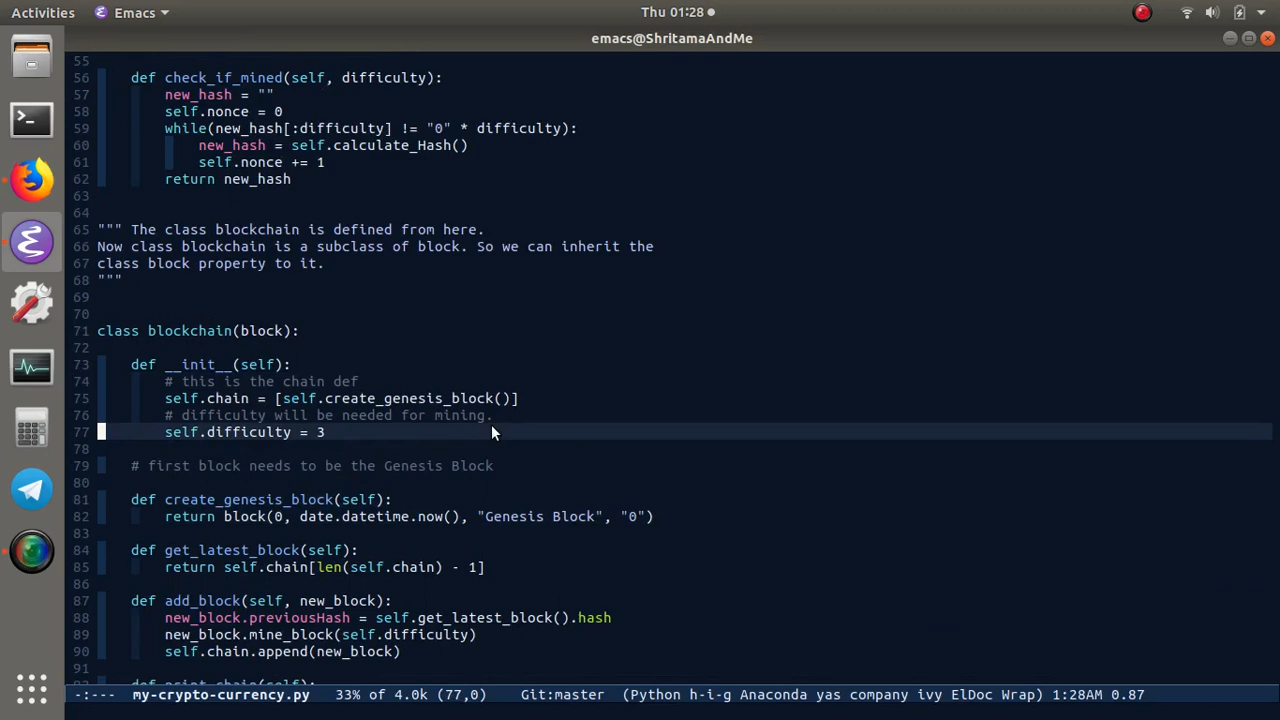 Activities Emacs Thu 01:28
emacs@ShritamaAndMe
55
56 def check_if_mined(self, difficulty):
57 new_hash = ""
58 self.nonce = 0
59 while(new_hash[:difficulty] != "0" * difficulty):
60 new_hash = self.calculate_Hash()
61 self.nonce += 1
62 return new_hash
63
64
65 """ The class blockchain is defined from here.
66 Now class blockchain is a subclass of block. So we can inherit the
67 class block property to it.
68 """
69
70
71 class blockchain(block):
72
73 def __init__(self):
74 # this is the chain def
75 self.chain = [self.create_genesis_block()]
76 # difficulty will be needed for mining.
77 self.difficulty = 3
78
79 # first block needs to be the Genesis Block
80
81 def create_genesis_block(self):
82 return block(0, date.datetime.now(), "Genesis Block", "0")
83
84 def get_latest_block(self):
85 return self.chain[len(self.chain) - 1]
86
87 def add_block(self, new_block):
88 new_block.previousHash = self.get_latest_block().hash
89 new_block.mine_block(self.difficulty)
90 self.chain.append(new_block)
91
-:--- my-crypto-currency.py 33% of 4.0k (77,0) Git:master (Python h-i-g Anaconda yas company ivy ElDoc Wrap) 1:28AM 0.87